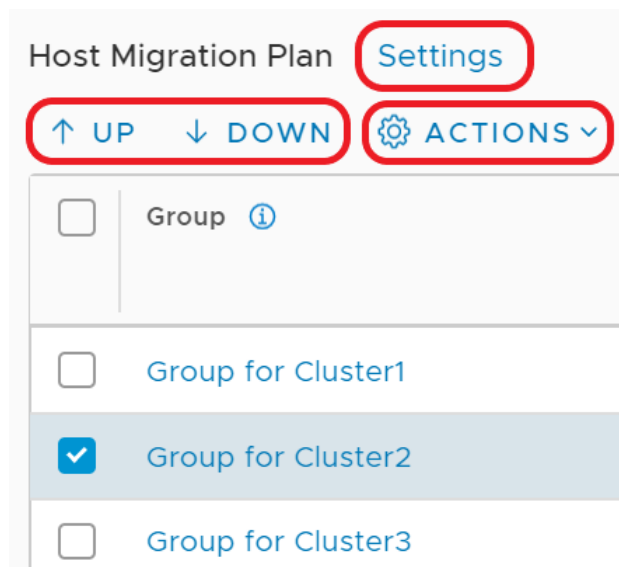 Host Migration Plan Settings
↑ UP ↓ DOWN ACTIONS
Group
Group for Cluster1
Group for Cluster2
Group for Cluster3